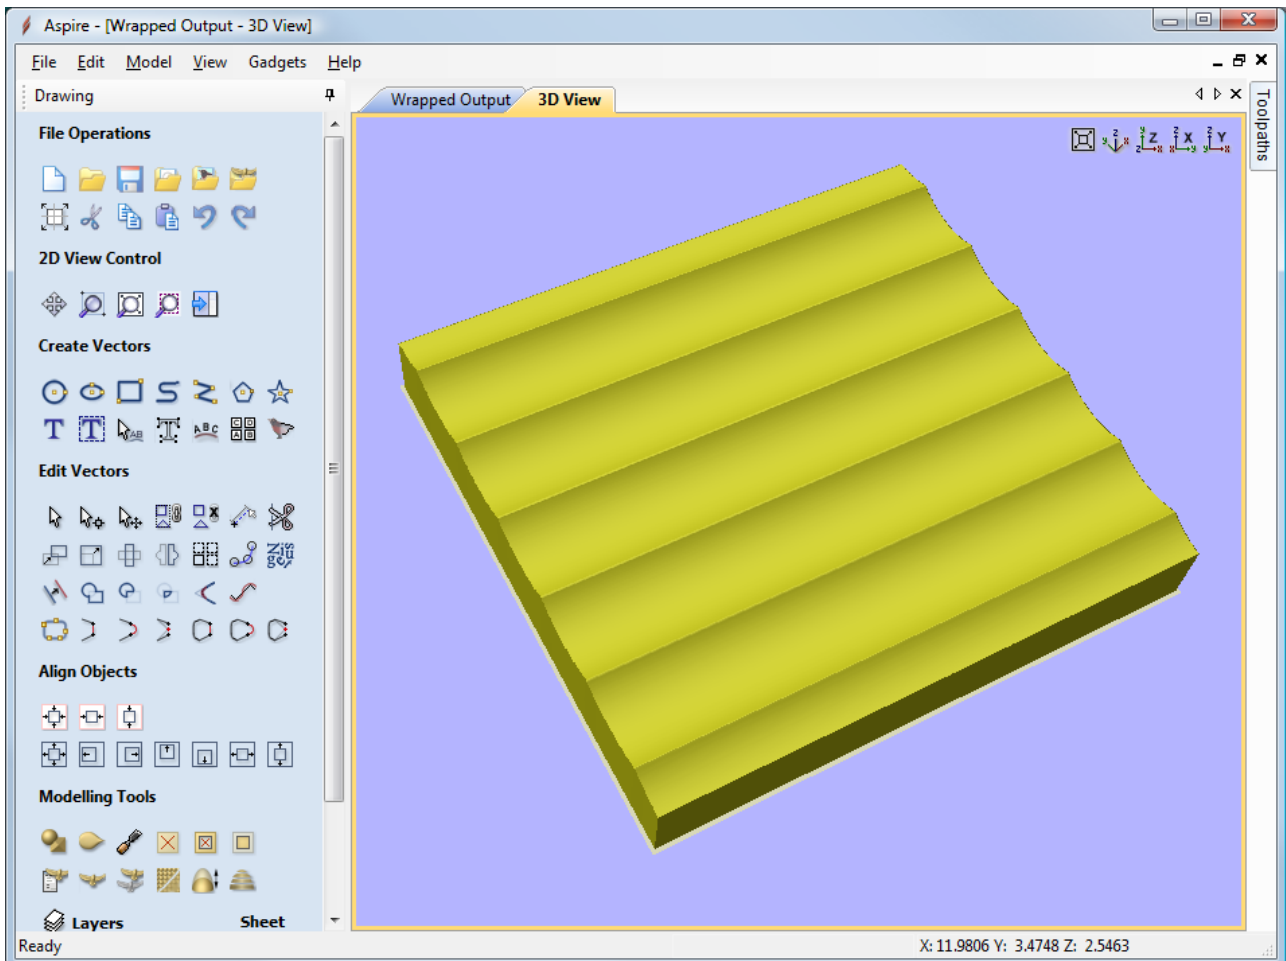 Aspire - [Wrapped Output - 3D View]
File Edit Model View Gadgets Help
Drawing
Wrapped Output 3D View
Toolpaths
File Operations
2D View Control
Create Vectors
Edit Vectors
Align Objects
Modelling Tools
Layers Sheet
Ready
X: 11.9806 Y: 3.4748 Z: 2.5463